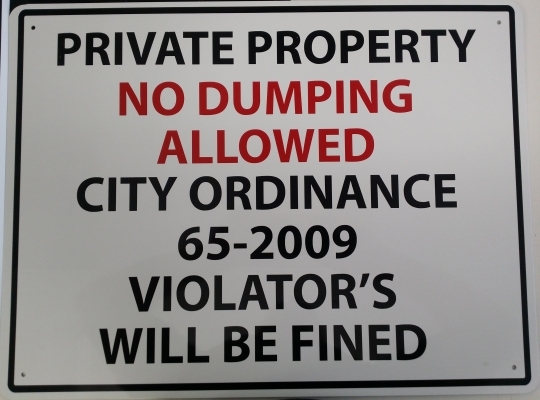 PRIVATE PROPERTY
NO DUMPING
ALLOWED
CITY ORDINANCE
65-2009
VIOLATOR'S
WILL BE FINED